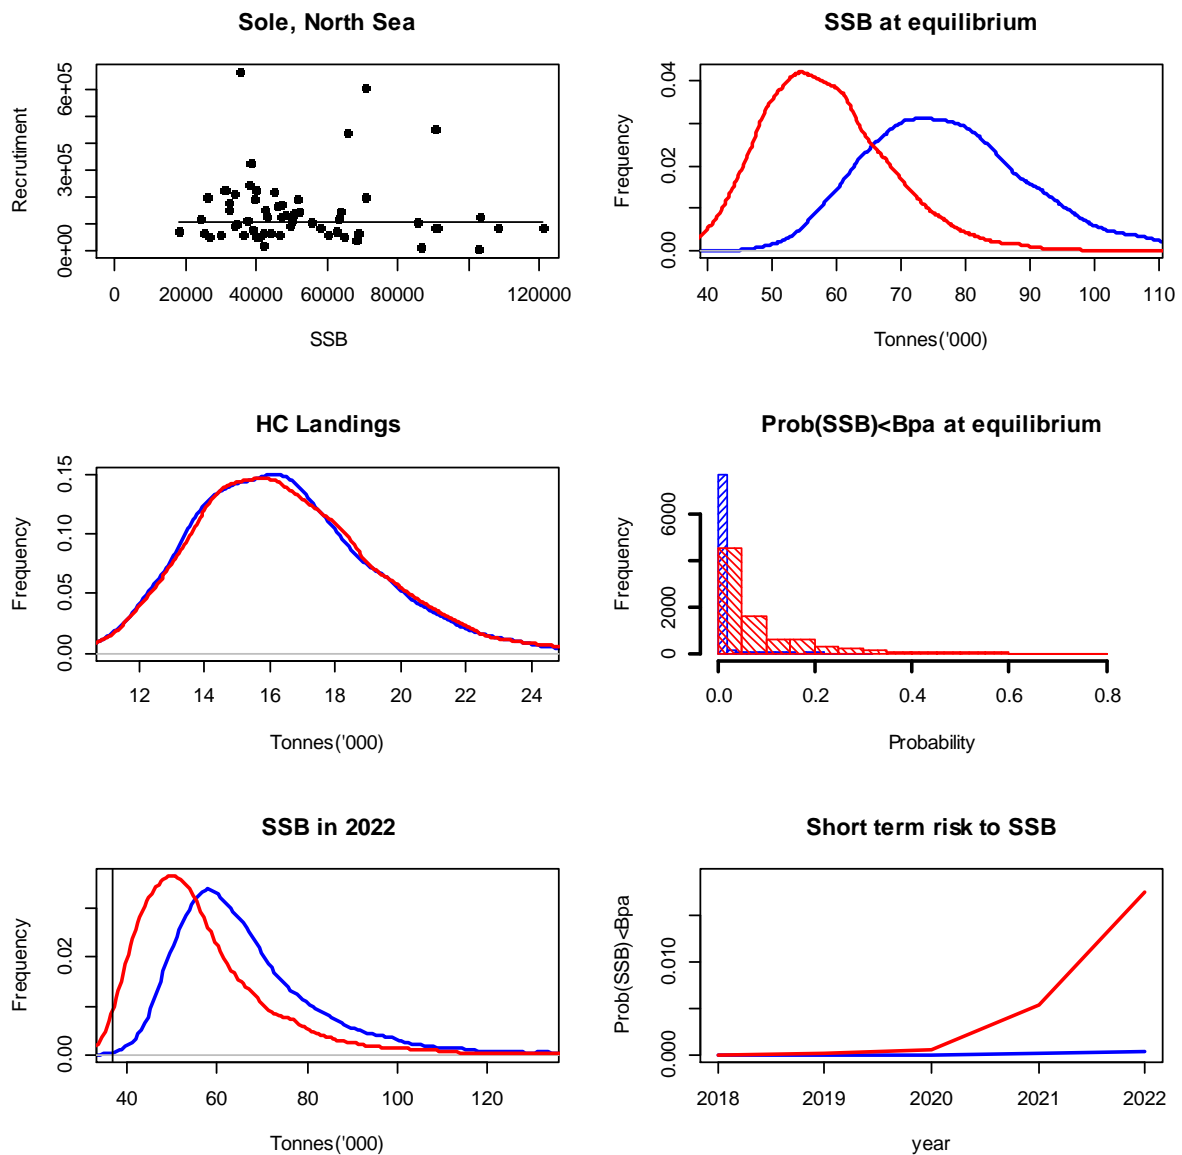 Sole, North Sea
Recrutiment
6e+05
3e+05
0e+00
0 20000 40000 60000 80000 120000
SSB
SSB at equilibrium
Frequency
0.04
0.02
0.00
40 50 60 70 80 90 100 110
Tonnes('000)
HC Landings
Frequency
0.15
0.10
0.05
0.00
12 14 16 18 20 22 24
Tonnes('000)
Prob(SSB)<Bpa at equilibrium
Frequency
6000
2000
0
0.0 0.2 0.4 0.6 0.8
Probability
SSB in 2022
Frequency
0.02
0.00
40 60 80 100 120
Tonnes('000)
Short term risk to SSB
Prob(SSB)<Bpa
0.010
0.000
2018 2019 2020 2021 2022
year